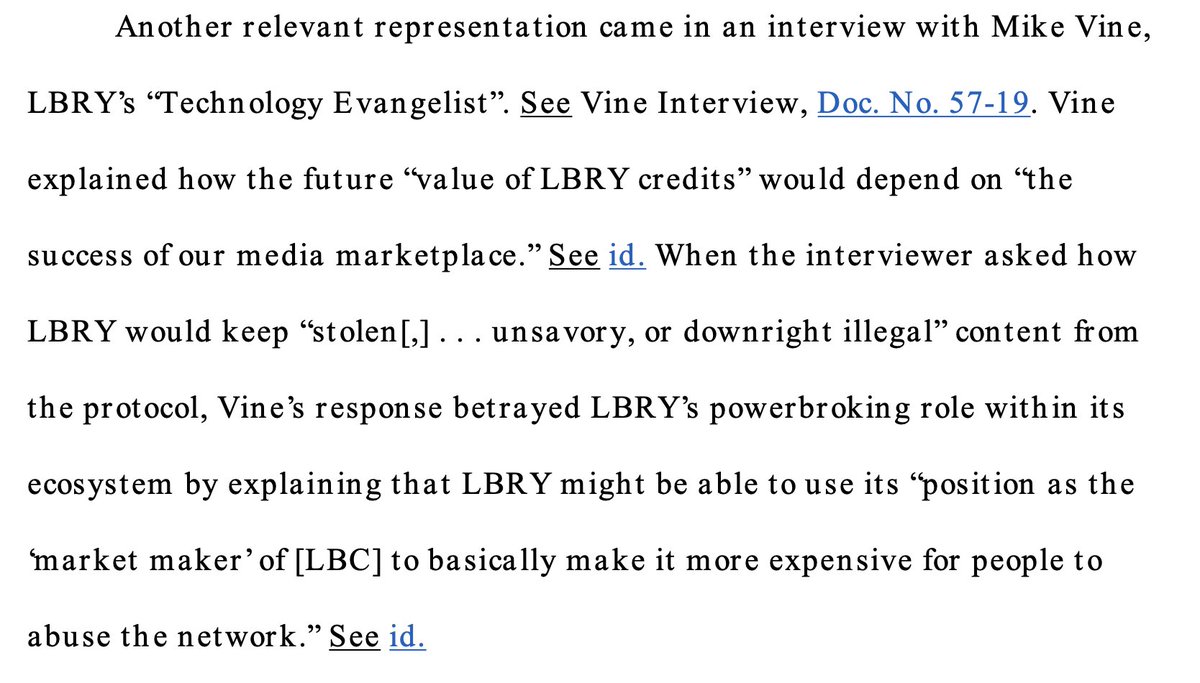 Another relevant representation came in an interview with Mike Vine,
LBRY’s “Technology Evangelist”. See Vine Interview, Doc. No. 57-19. Vine
explained how the future “value of LBRY credits” would depend on “the
success of our media marketplace.” See id. When the interviewer asked how
LBRY would keep “stolen[,] . . . unsavory, or downright illegal” content from
the protocol, Vine’s response betrayed LBRY’s powerbroking role within its
ecosystem by explaining that LBRY might be able to use its “position as the
‘market maker’ of [LBC] to basically make it more expensive for people to
abuse the network.” See id.